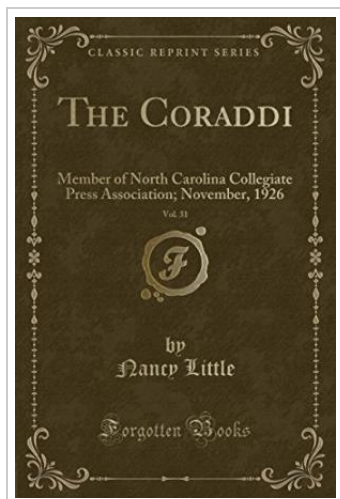 CLASSIC REPRINT SERIES
THE CORADDI
Member of North Carolina Collegiate
Press Association; November, 1926
Vol. 31
F
by
Nancy Little
Forgotten Books